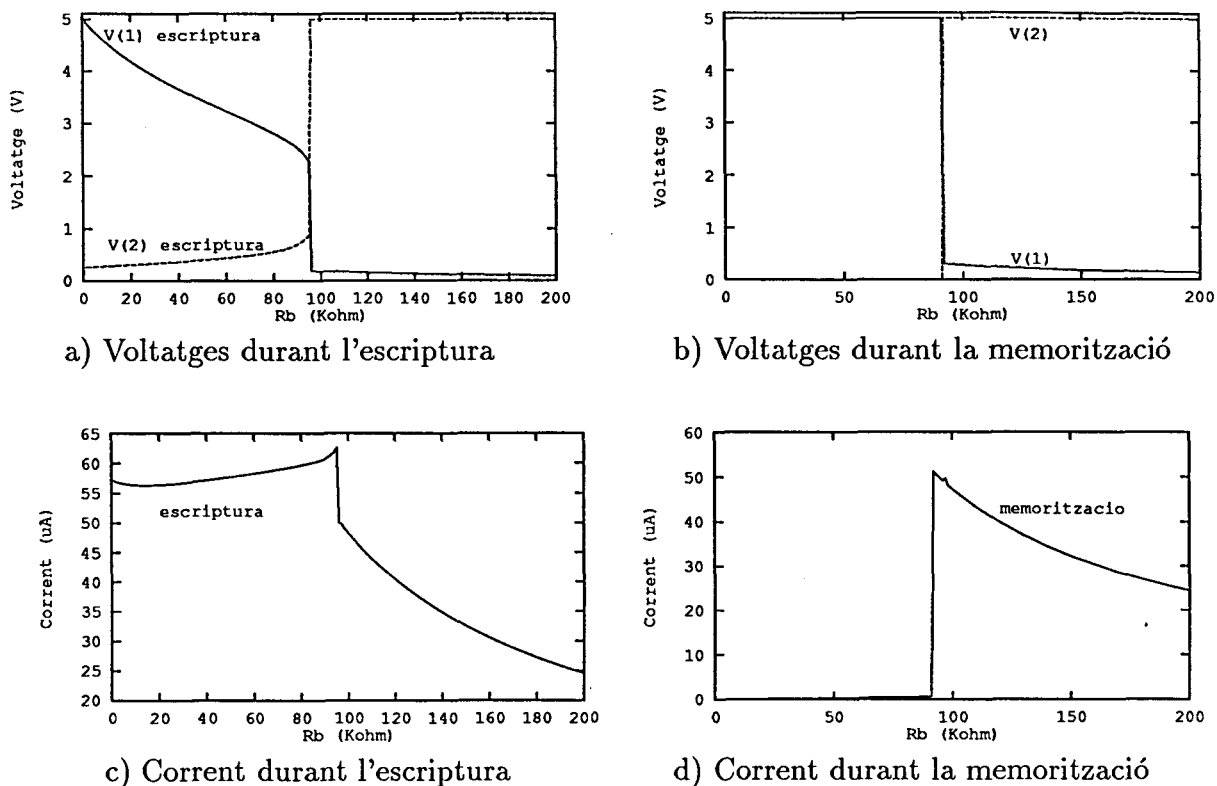 5
4
3
2
1
0
Voltatge (V)
V(1) escriptura
V(2) escriptura
0 20 40 60 80 100 120 140 160 180 200
Rb (Kohm)
a) Voltatges durant l'escriptura
5
4
3
2
1
0
Voltatge (V)
V(2)
V(1)
0 50 100 150 200
Rb (Kohm)
b) Voltatges durant la memorització
65
60
55
50
45
40
35
30
25
20
Corrent (uA)
escriptura
0 20 40 60 80 100 120 140 160 180 200
Rb (Kohm)
c) Corrent durant l'escriptura
60
50
40
30
20
10
0
Corrent (uA)
memoritzacio
0 50 100 150 200
Rb (Kohm)
d) Corrent durant la memorització